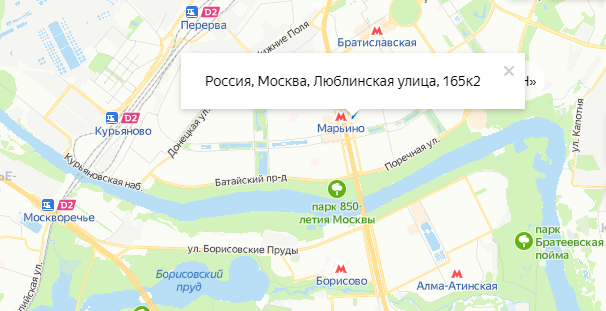 D2
Перерва
Нижние Поля
Братиславская
Россия, Москва, Люблинская улица, 165к2
Н»
D2
Курьяново
Донецкая ул.
Марьино
Поречная ул.
ул. Капотня
Курьяновская наб.
Батайский пр-д
D2
Москворечье
парк 850-
летия Москвы
парк
Братеевская
пойма
ул. Борисовские Пруды
Борисовский
пруд
Борисово
Алма-Атинская